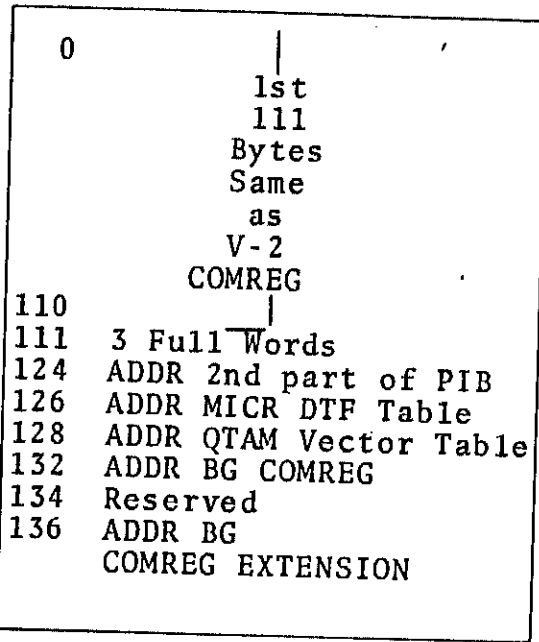 0
1st
111
Bytes
Same
as
V-2
COMREG
110
111 3 Full Words
124 ADDR 2nd part of PIB
126 ADDR MICR DTF Table
128 ADDR QTAM Vector Table
132 ADDR BG COMREG
134 Reserved
136 ADDR BG
COMREG EXTENSION